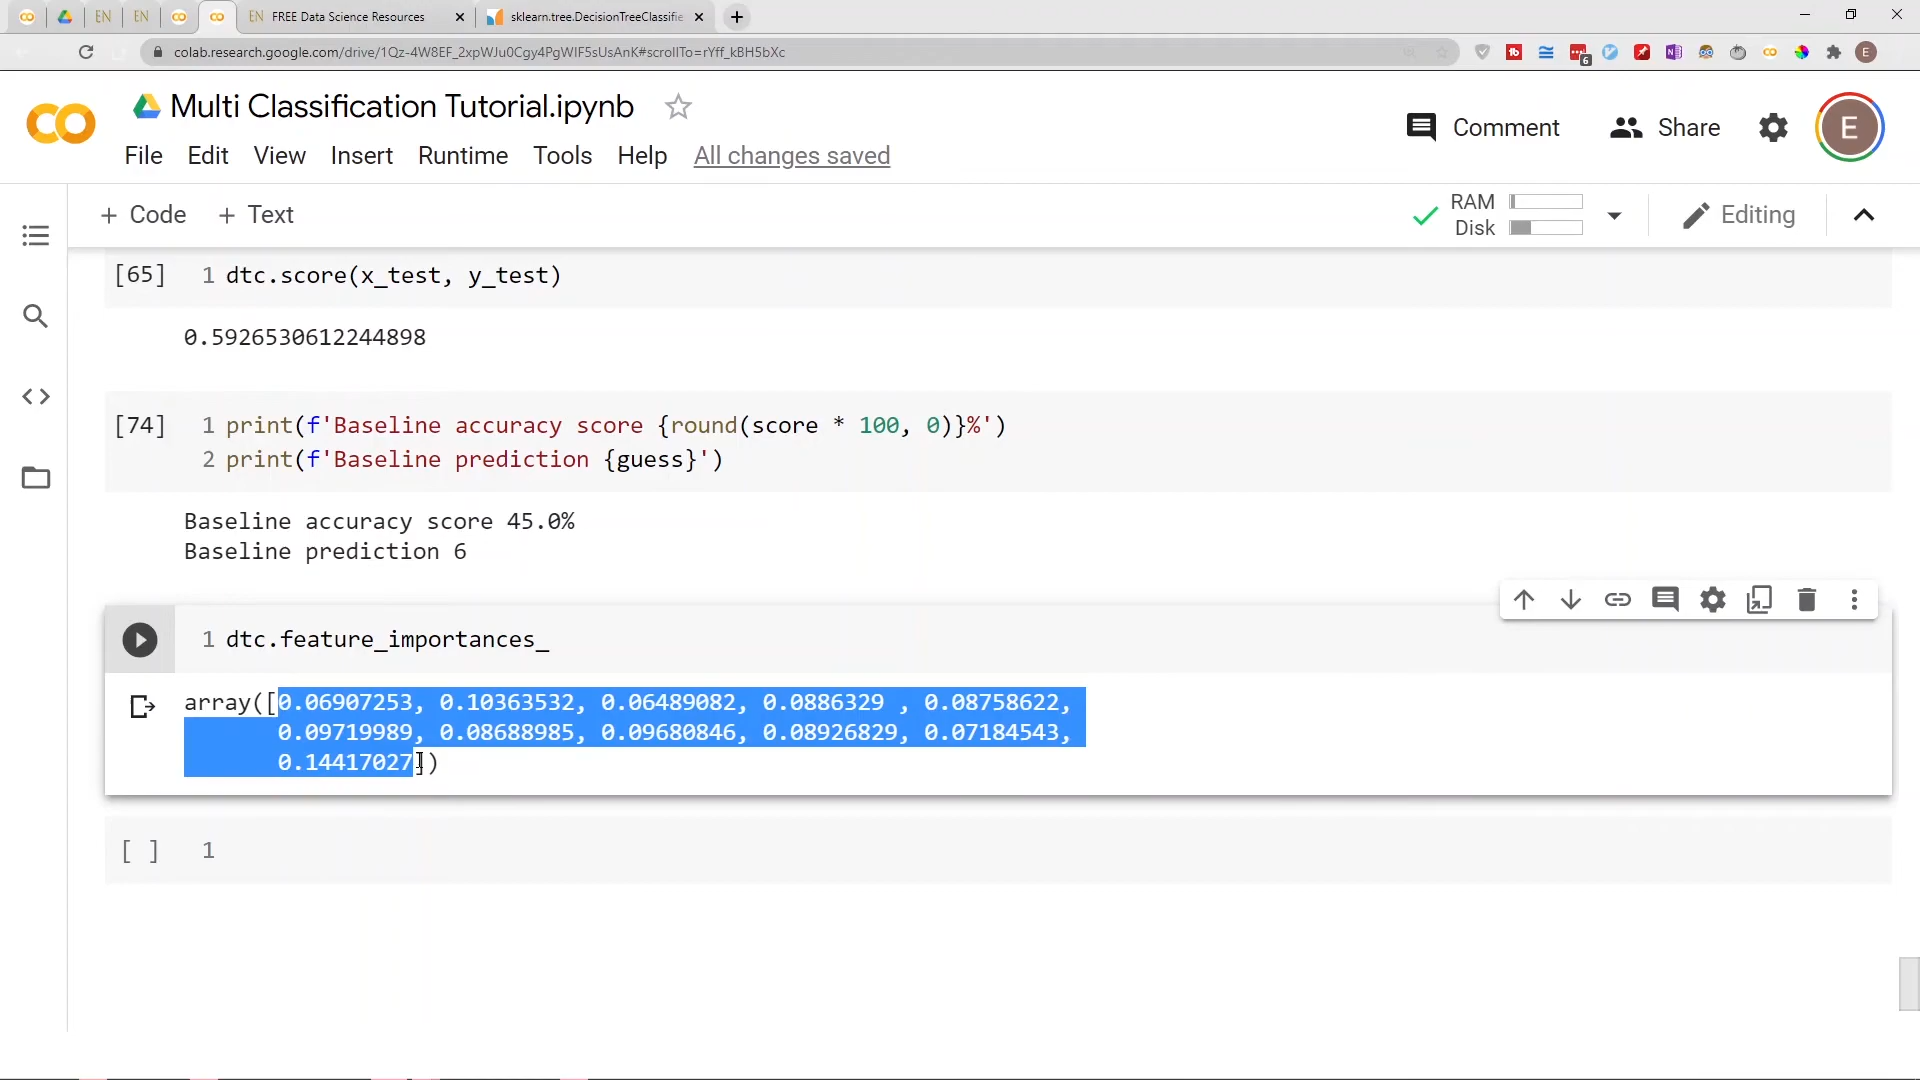 EN FREE Data Science Resources
sklearn.tree.DecisionTreeClassifie
colab.research.google.com/drive/1Qz-4W8EF_2xpWJu0Cgy4PgWIF5sUsAnK#scrollTo=rYff_kBH5bXc
Multi Classification Tutorial.ipynb
Comment Share E
File Edit View Insert Runtime Tools Help All changes saved
+ Code + Text
RAM
Disk
Editing
[65] 1 dtc.score(x_test, y_test)
0.5926530612244898
[74] 1 print(f'Baseline accuracy score {round(score * 100, 0)}%')
2 print(f'Baseline prediction {guess}')
Baseline accuracy score 45.0%
Baseline prediction 6
1 dtc.feature_importances_
array([0.06907253, 0.10363532, 0.06489082, 0.0886329 , 0.08758622,
0.09719989, 0.08688985, 0.09680846, 0.08926829, 0.07184543,
0.14417027])
[ ] 1